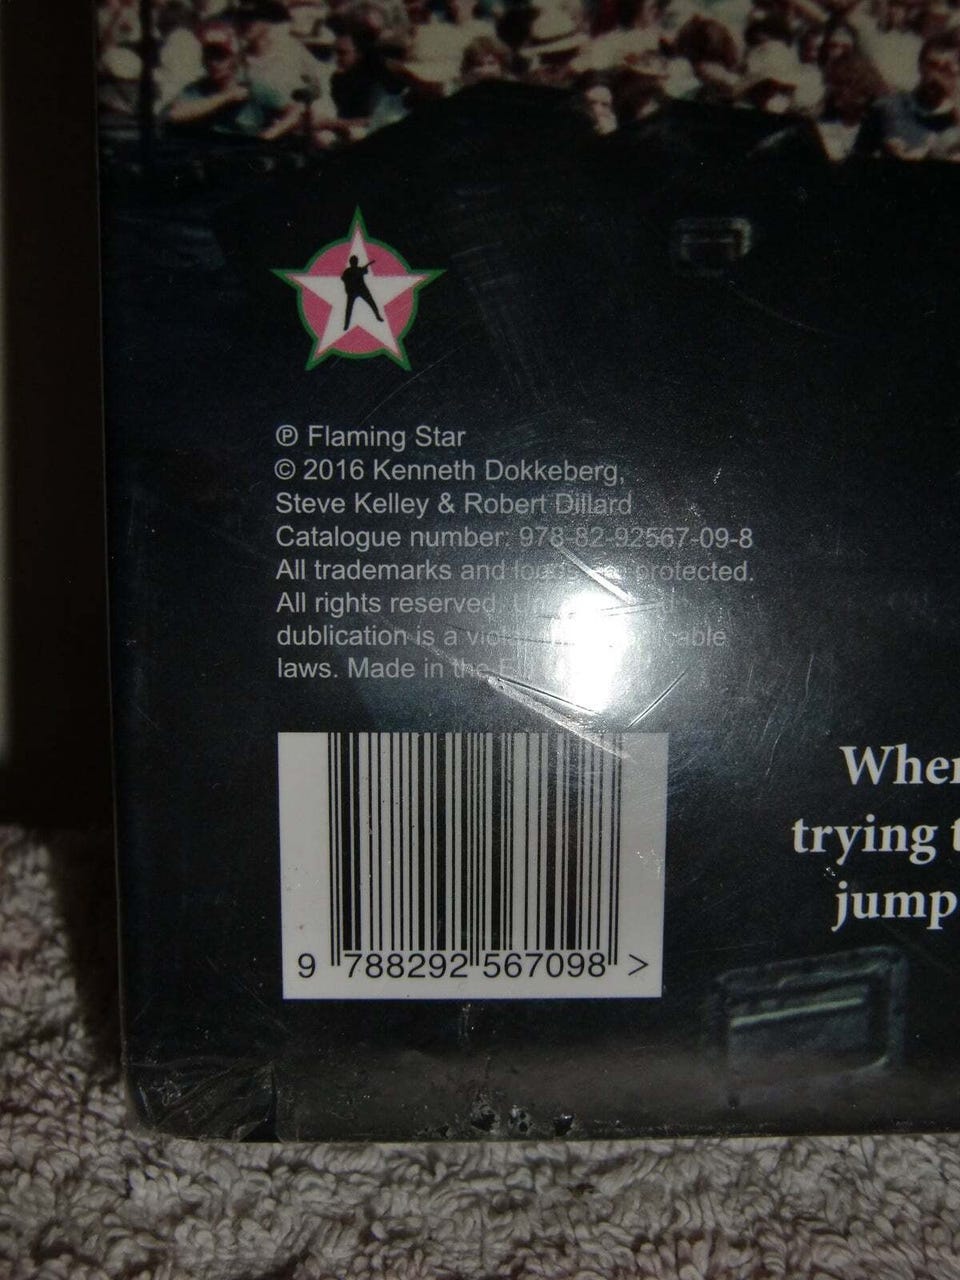 ℗ Flaming Star
© 2016 Kenneth Dokkeberg,
Steve Kelley & Robert Dillard
Catalogue number: 978-82-92567-09-8
All trademarks and protected.
All rights reserved.
dublication is a
laws. Made in the
9 788292 567098 >
trying
jump